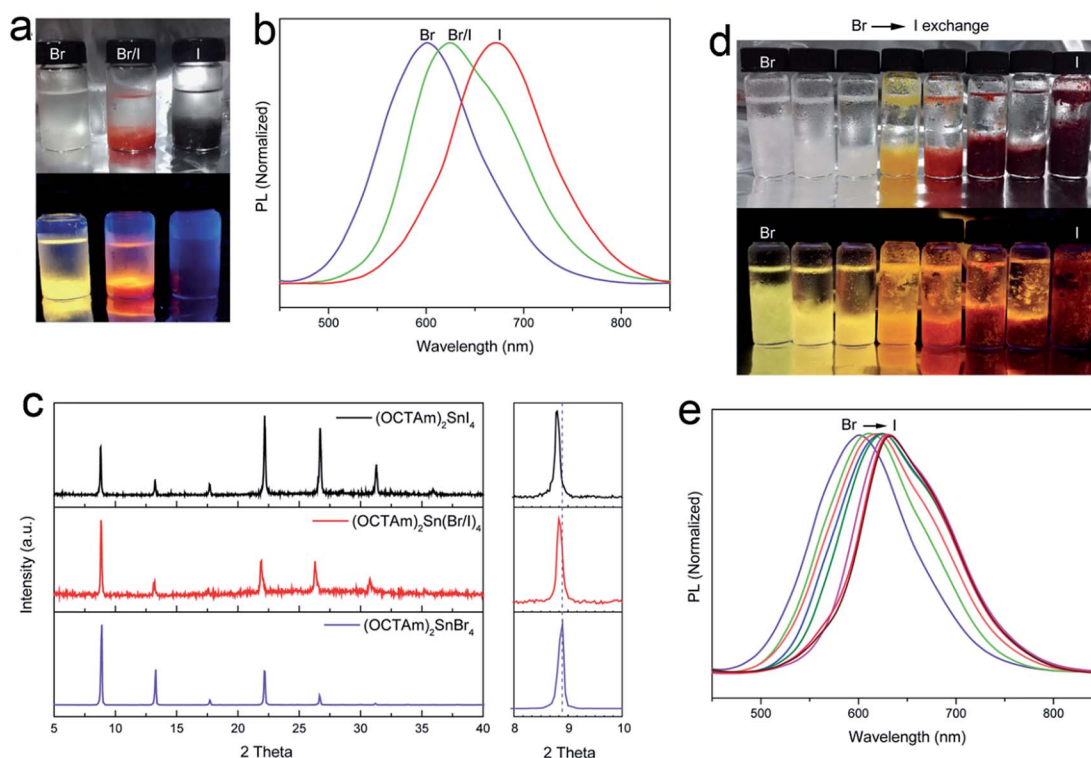 a
Br
Br/I
I
b
Br
Br/I
I
PL (Normalized)
500
600
700
800
Wavelength (nm)
c
(OCTAm)₂SnI₄
(OCTAm)₂Sn(Br/I)₄
(OCTAm)₂SnBr₄
Intensity (a.u.)
5
10
15
20
25
30
35
40
2 Theta
8
9
10
2 Theta
d
Br → I exchange
Br
I
Br
I
e
Br → I
PL (Normalized)
500
600
700
800
Wavelength (nm)